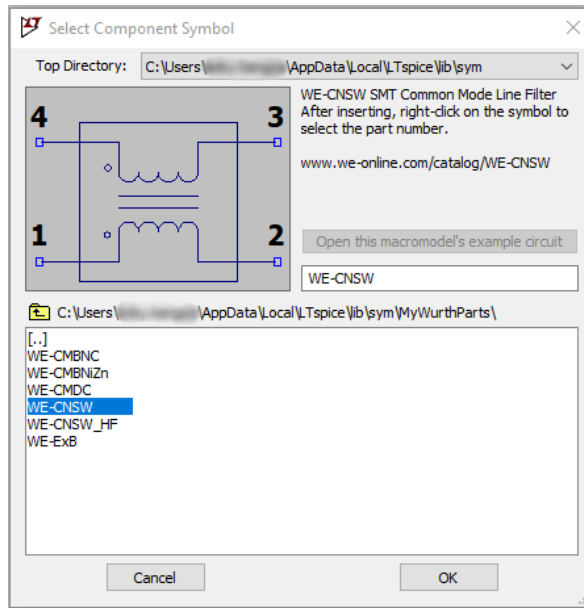 Select Component Symbol
Top Directory: C:\Users\ \AppData\Local\LTspice\lib\sym
4 3
1 2
WE-CNSW SMT Common Mode Line Filter
After inserting, right-click on the symbol to
select the part number.
www.we-online.com/catalog/WE-CNSW
Open this macromodel's example circuit
WE-CNSW
C:\Users\ \AppData\Local\LTspice\lib\sym\MyWurthParts\
[..]
WE-CMBNC
WE-CMBNiZn
WE-CMDC
WE-CNSW
WE-CNSW_HF
WE-ExB
Cancel OK